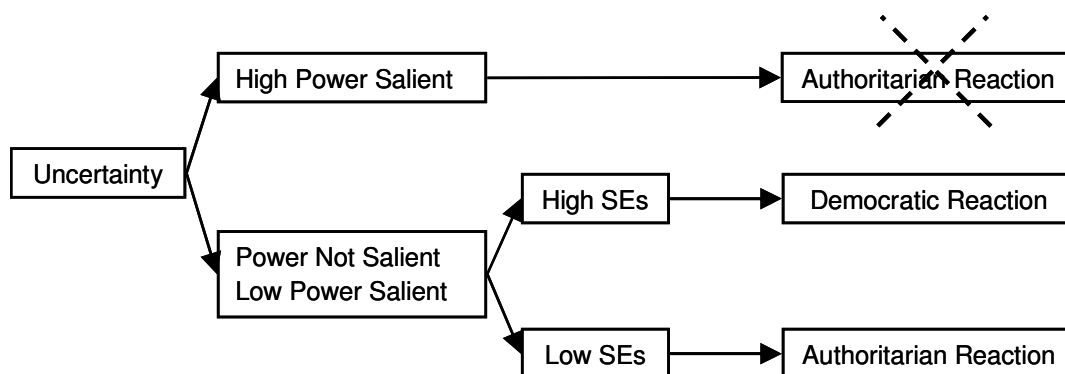 High Power Salient
Authoritarian Reaction
Uncertainty
High SEs
Democratic Reaction
Power Not Salient
Low Power Salient
Low SEs
Authoritarian Reaction